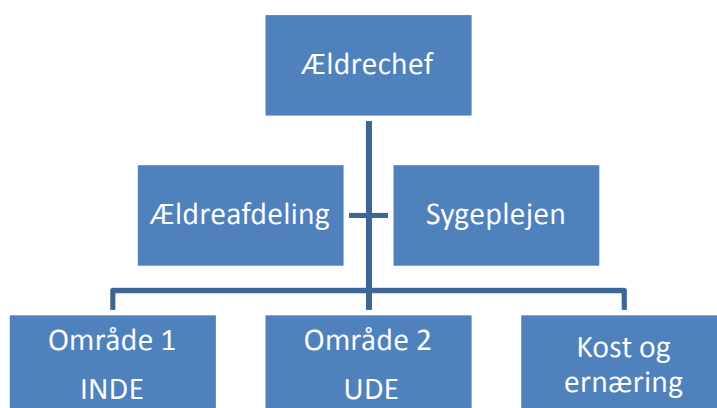 Ældrechef
Ældreafdeling
Sygeplejen
Område 1
INDE
Område 2
UDE
Kost og
ernæring